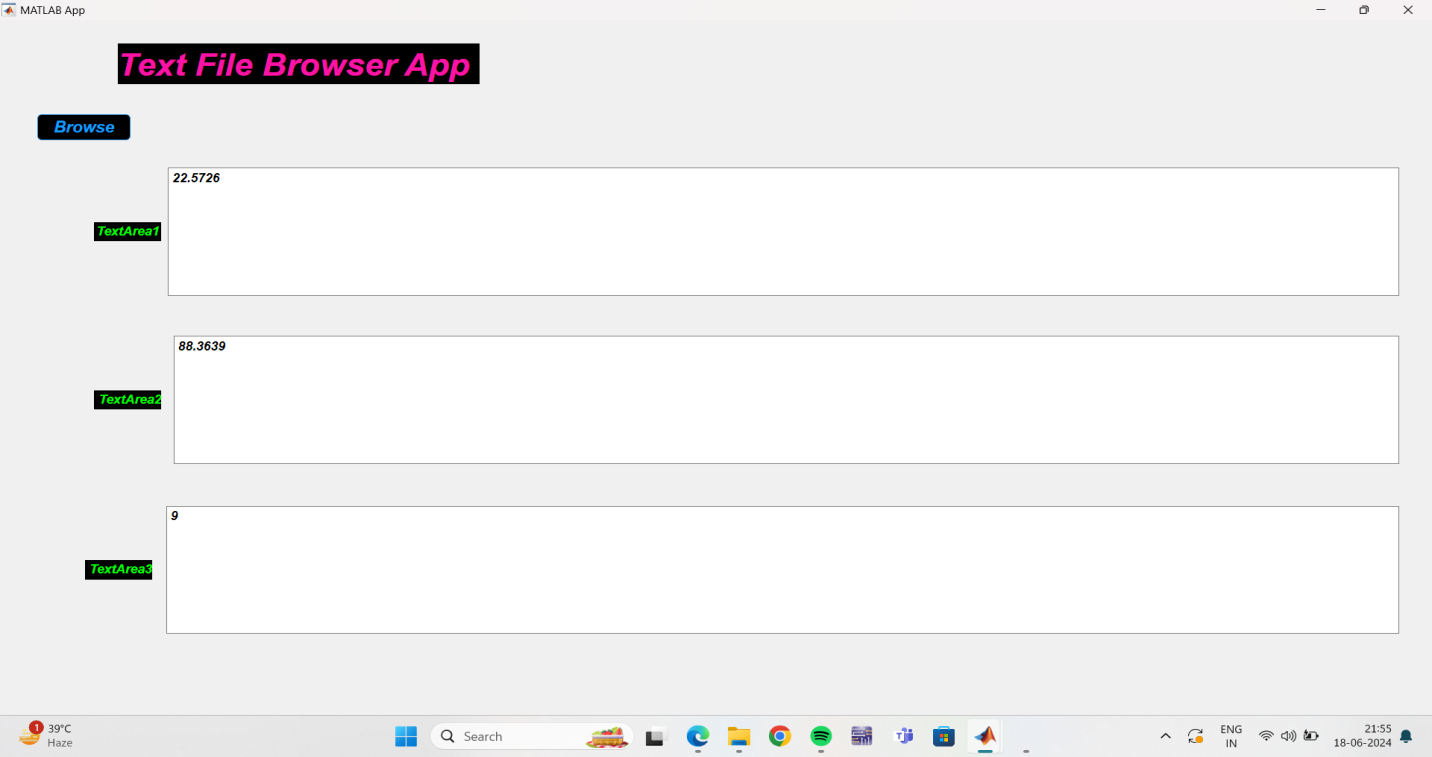 MATLAB App
Text File Browser App
Browse
22.5726
TextArea1
88.3639
TextArea2
9
TextArea3
1
39°C
Haze
Search
ENG
IN
21:55
18-06-2024